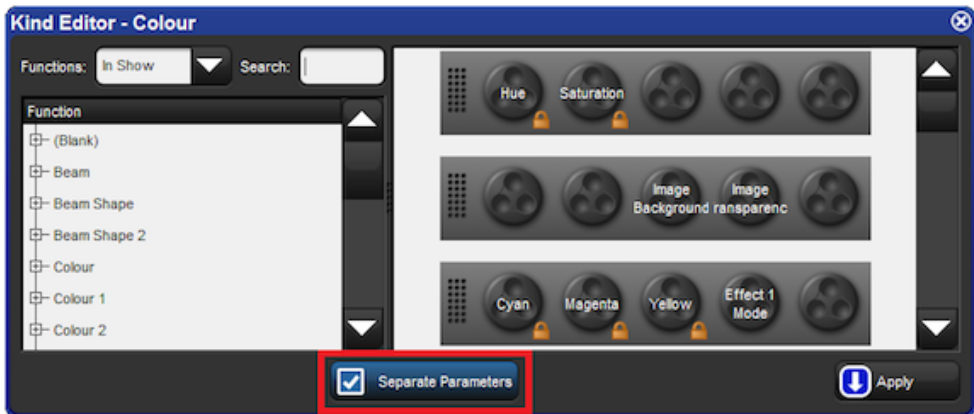 Kind Editor - Colour
Functions: In Show Search:
Function
(Blank)
Beam
Beam Shape
Beam Shape 2
Colour
Colour 1
Colour 2
Hue Saturation
Image Image
Background ransparenc
Cyan Magenta Yellow Effect 1
Mode
Separate Parameters
Apply